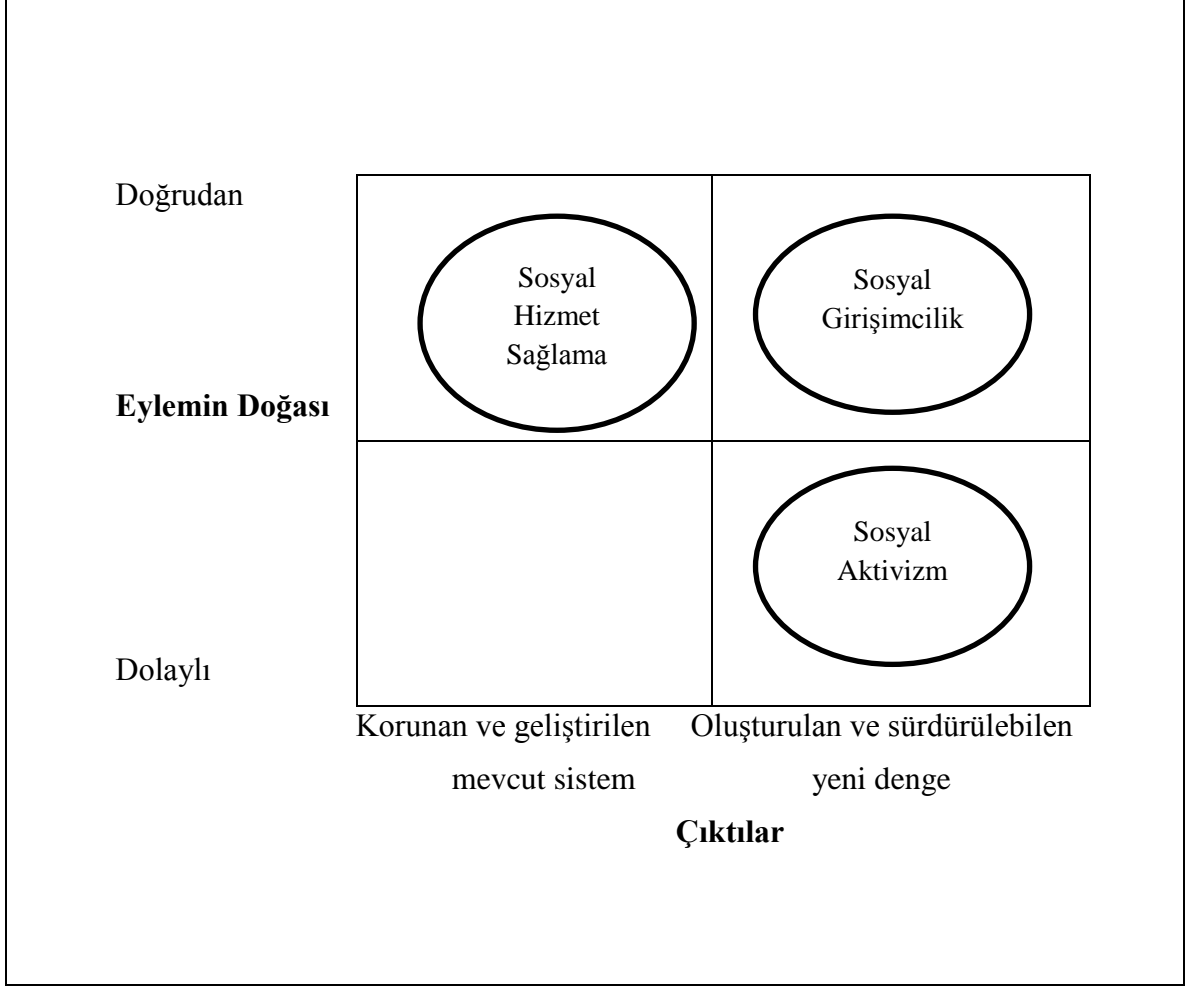 Doğrudan
Sosyal
Hizmet
Sağlama
Sosyal
Girişimcilik
Eylemin Doğası
Sosyal
Aktivizm
Dolaylı
Korunan ve geliştirilen
mevcut sistem
Oluşturulan ve sürdürülebilen
yeni denge
Çıktılar